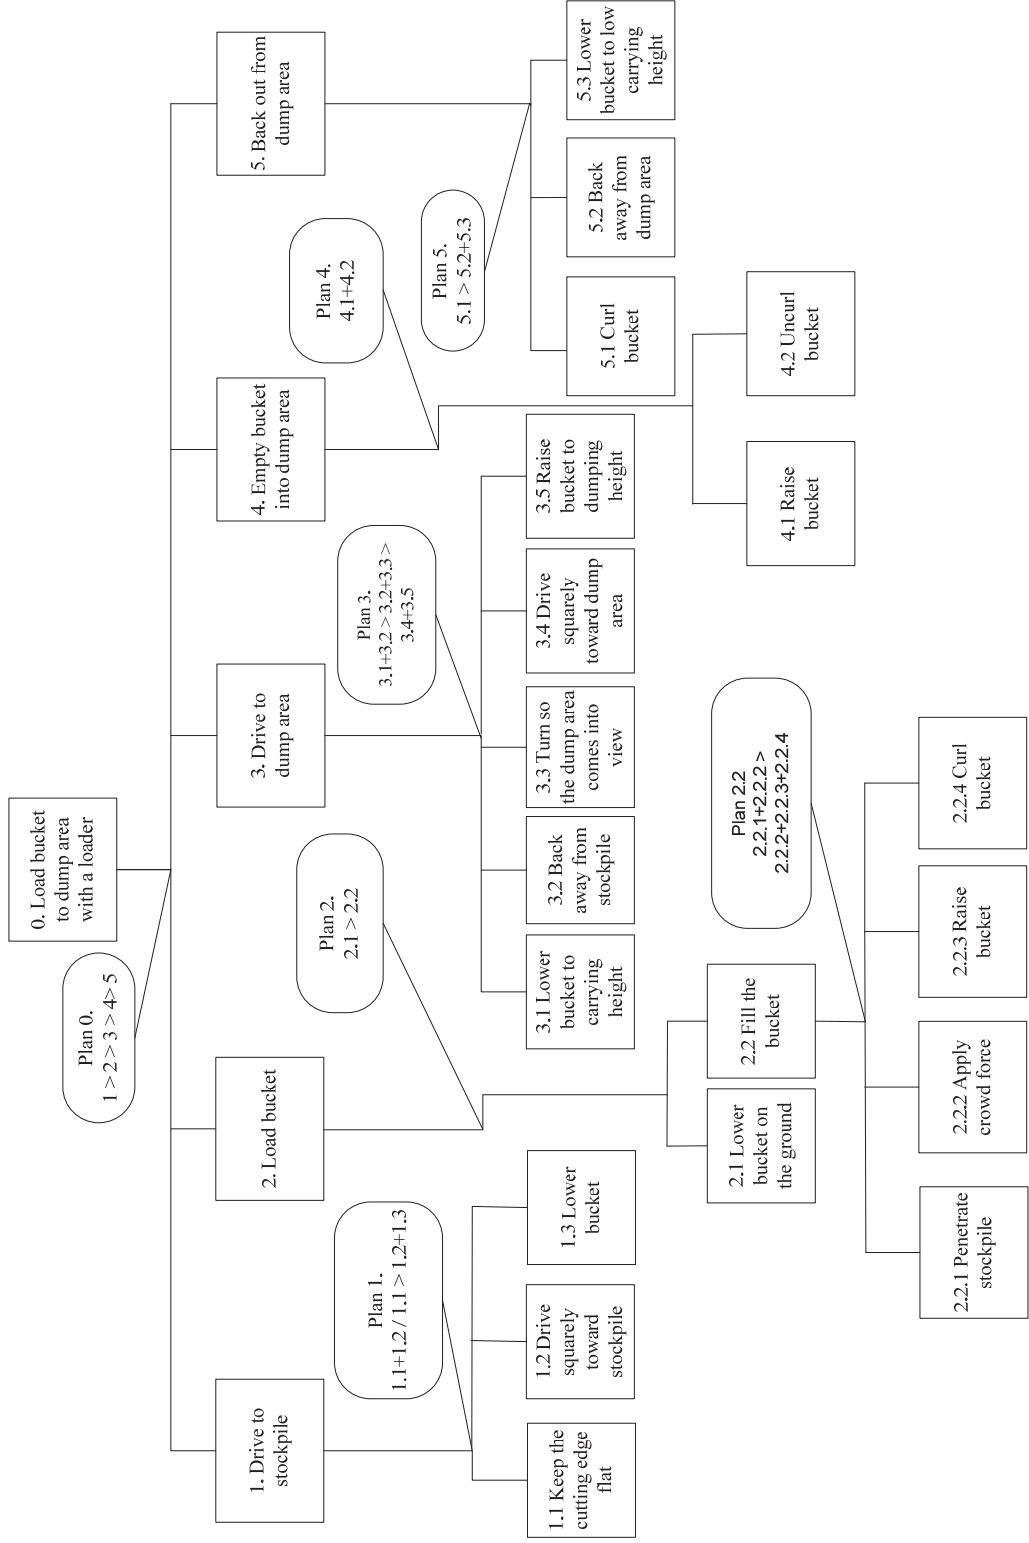 0. Load bucket
to dump area
with a loader
Plan 0.
1 > 2 > 3 > 4> 5
1. Drive to
stockpile
2. Load bucket
3. Drive to
dump area
4. Empty bucket
into dump area
5. Back out from
dump area
Plan 1.
1.1+1.2 / 1.1 > 1.2+1.3
Plan 2.
2.1 > 2.2
Plan 3.
3.1+3.2 > 3.2+3.3 >
3.4+3.5
Plan 4.
4.1+4.2
Plan 5.
5.1 > 5.2+5.3
1.1 Keep the
cutting edge
flat
1.2 Drive
squarely
toward
stockpile
1.3 Lower
bucket
3.1 Lower
bucket to
carrying
height
3.2 Back
away from
stockpile
3.3 Turn so
the dump area
comes into
view
3.4 Drive
squarely
toward dump
area
3.5 Raise
bucket to
dumping
height
5.1 Curl
bucket
5.2 Back
away from
dump area
5.3 Lower
bucket to low
carrying
height
2.1 Lower
bucket on
the ground
2.2 Fill the
bucket
4.1 Raise
bucket
4.2 Uncurl
bucket
Plan 2.2
2.2.1+2.2.2 >
2.2.2+2.2.3+2.2.4
2.2.1 Penetrate
stockpile
2.2.2 Apply
crowd force
2.2.3 Raise
bucket
2.2.4 Curl
bucket